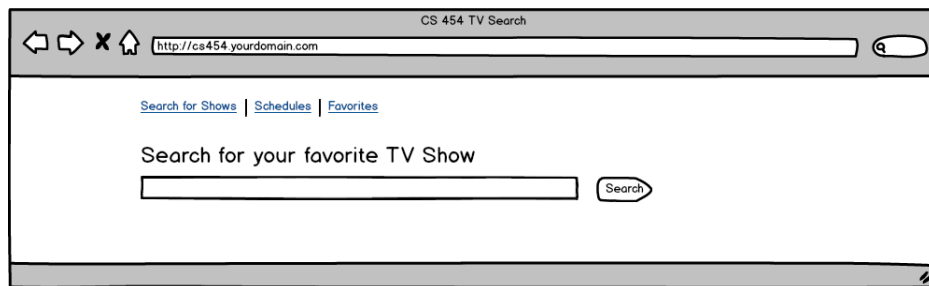 CS 454 TV Search
http://cs454.yourdomain.com
Search for Shows | Schedules | Favorites
Search for your favorite TV Show
Search